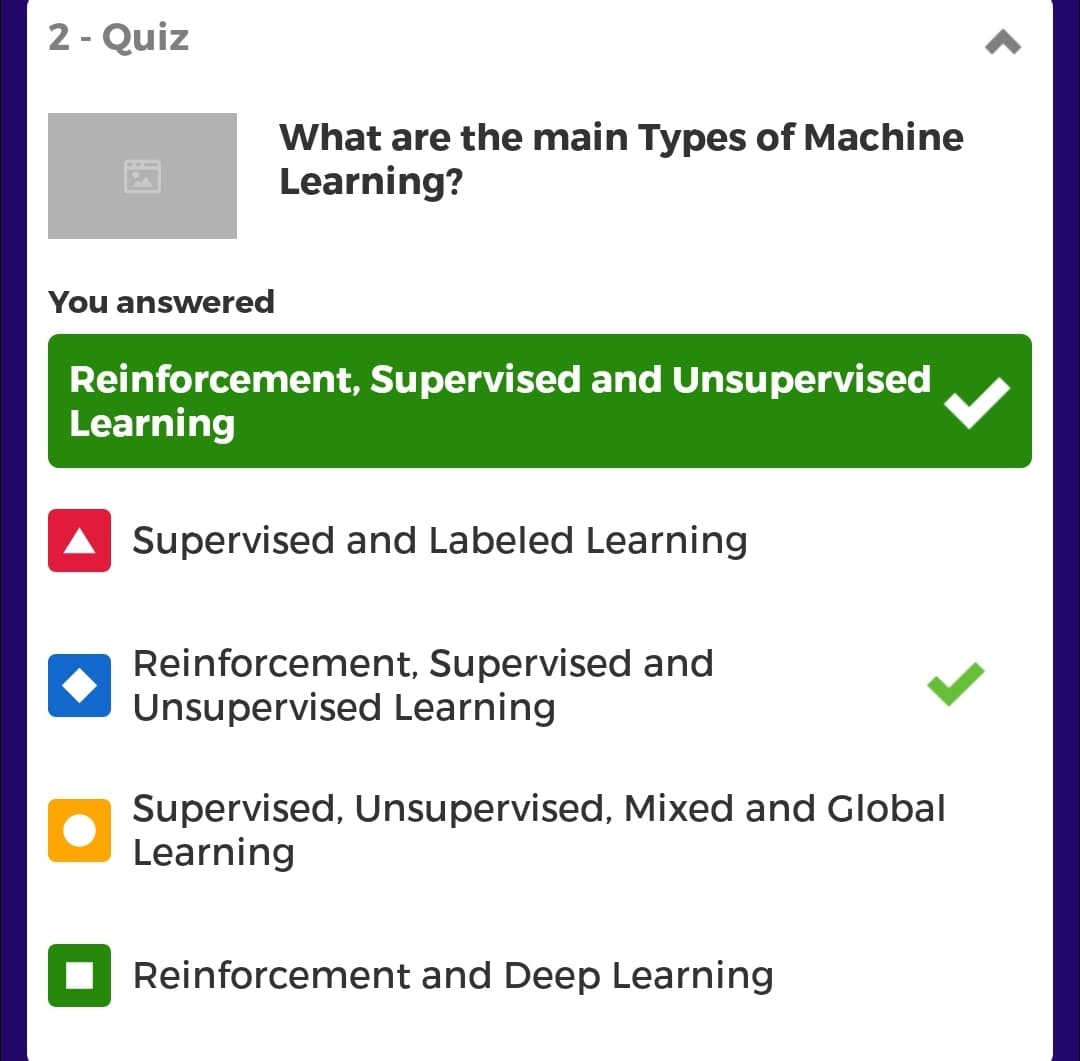 2 - Quiz
What are the main Types of Machine
Learning?
You answered
Reinforcement, Supervised and Unsupervised
Learning
Supervised and Labeled Learning
Reinforcement, Supervised and
Unsupervised Learning
Supervised, Unsupervised, Mixed and Global
Learning
Reinforcement and Deep Learning